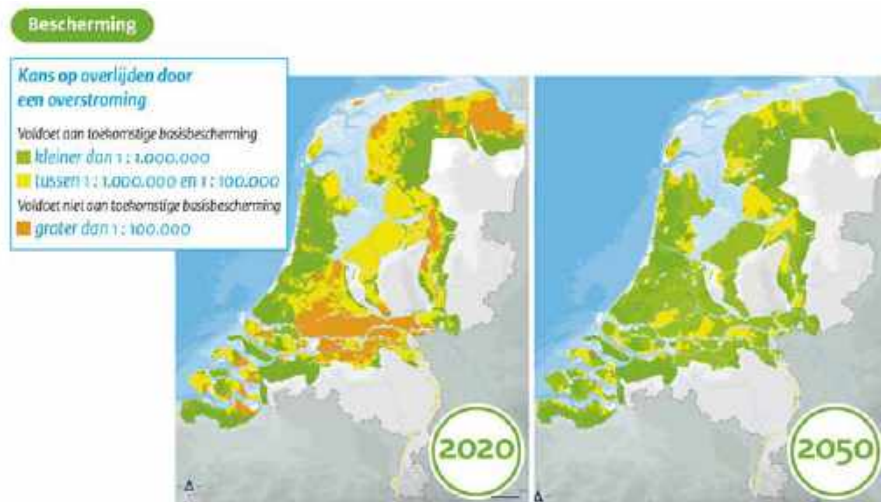 Bescherming
Kans op overlijden door
een overstroming
Voldoet aan toekomstige basisbescherming
kleiner dan 1 : 1.000.000
tussen 1 : 1.000.000 en 1 : 100.000
Voldoet niet aan toekomstige basisbescherming
groter dan 1 : 100.000
2020
2050